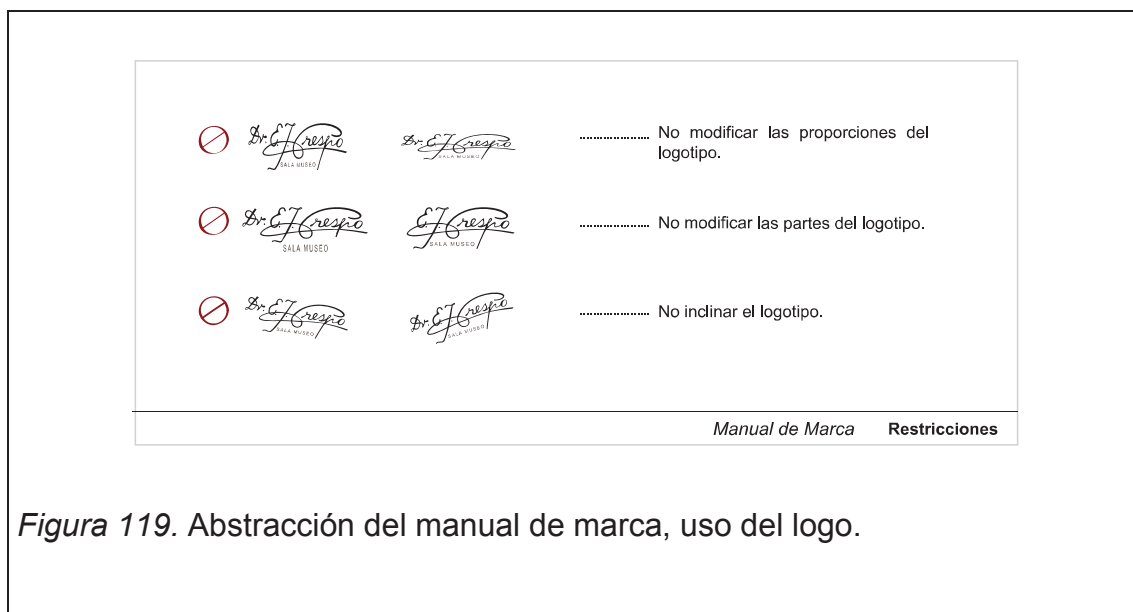 Dr. E. J. Crespo
SALA MUSEO
Dr. E. J. Crespo
SALA MUSEO
.................. No modificar las proporciones del
logotipo.
Dr. E. J. Crespo
SALA MUSEO
E. J. Crespo
SALA MUSEO
.................. No modificar las partes del logotipo.
Dr. E. J. Crespo
SALA MUSEO
Dr. E. J. Crespo
SALA MUSEO
.................. No inclinar el logotipo.
Manual de Marca Restricciones
Figura 119. Abstracción del manual de marca, uso del logo.